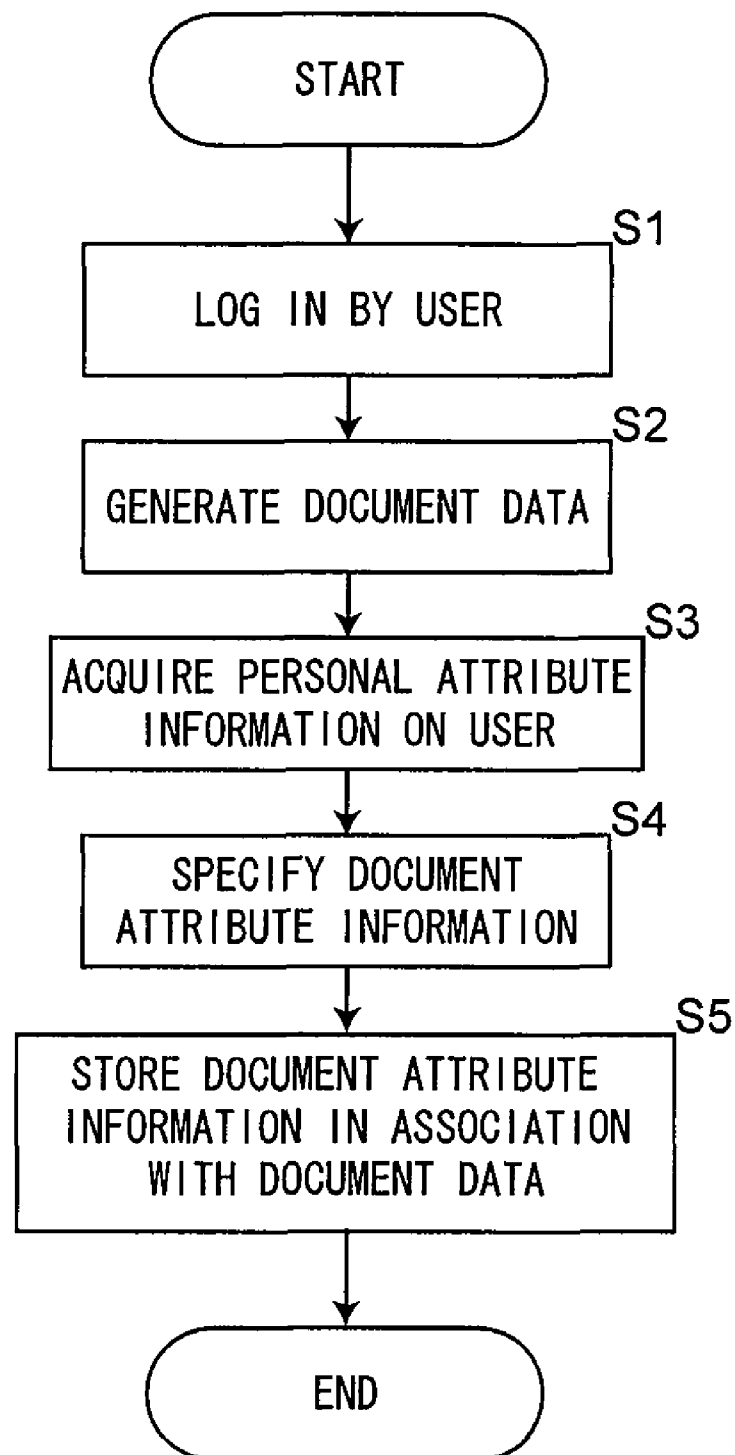 START
S1
LOG IN BY USER
S2
GENERATE DOCUMENT DATA
S3
ACQUIRE PERSONAL ATTRIBUTE
INFORMATION ON USER
S4
SPECIFY DOCUMENT
ATTRIBUTE INFORMATION
S5
STORE DOCUMENT ATTRIBUTE
INFORMATION IN ASSOCIATION
WITH DOCUMENT DATA
END